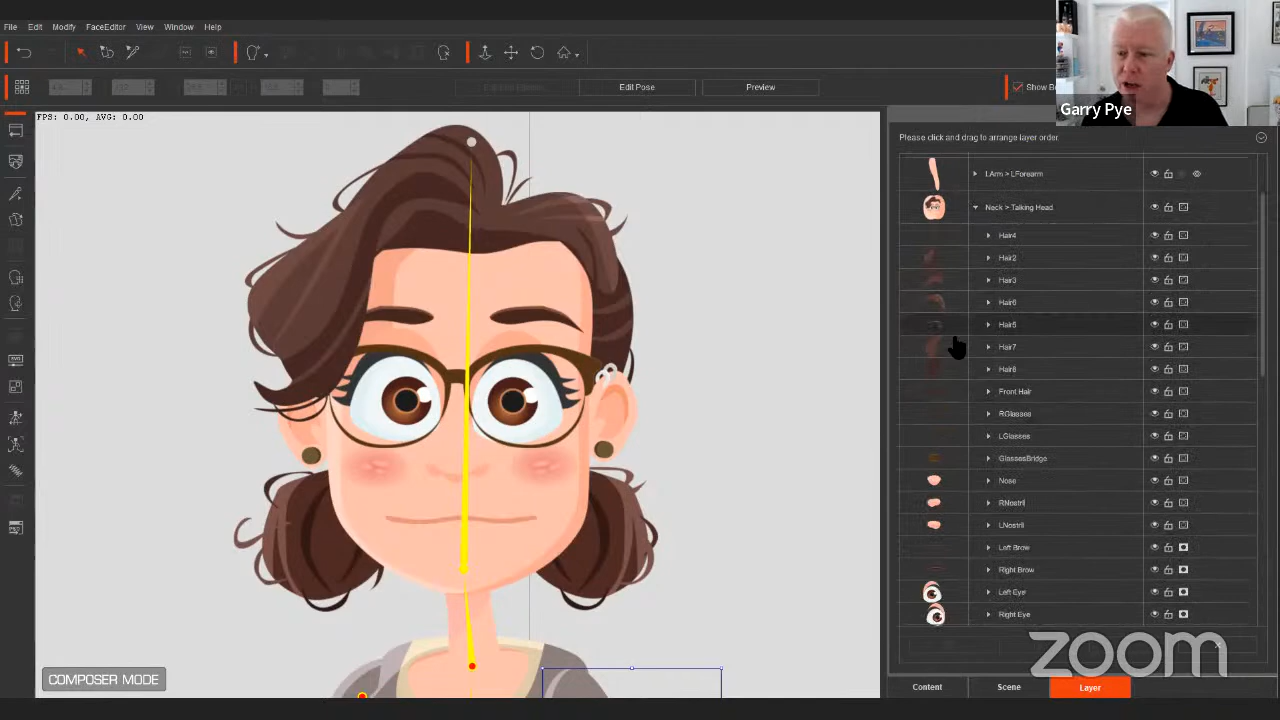 File Edit Modify FaceEditor View Window Help
Edit Pose
Preview
Garry Pye
FPS: 0.00, AVG: 0.00
Please click and drag to arrange layer order.
LArm > LForearm
Neck > Talking Head
Hair4
Hair2
Hair3
Hair6
Hair5
Hair7
Hair8
Front Hair
RGlasses
LGlasses
GlassesBridge
Nose
RNostril
LNostril
Left Brow
Right Brow
Left Eye
Right Eye
zoom
COMPOSER MODE
Content Scene Layer